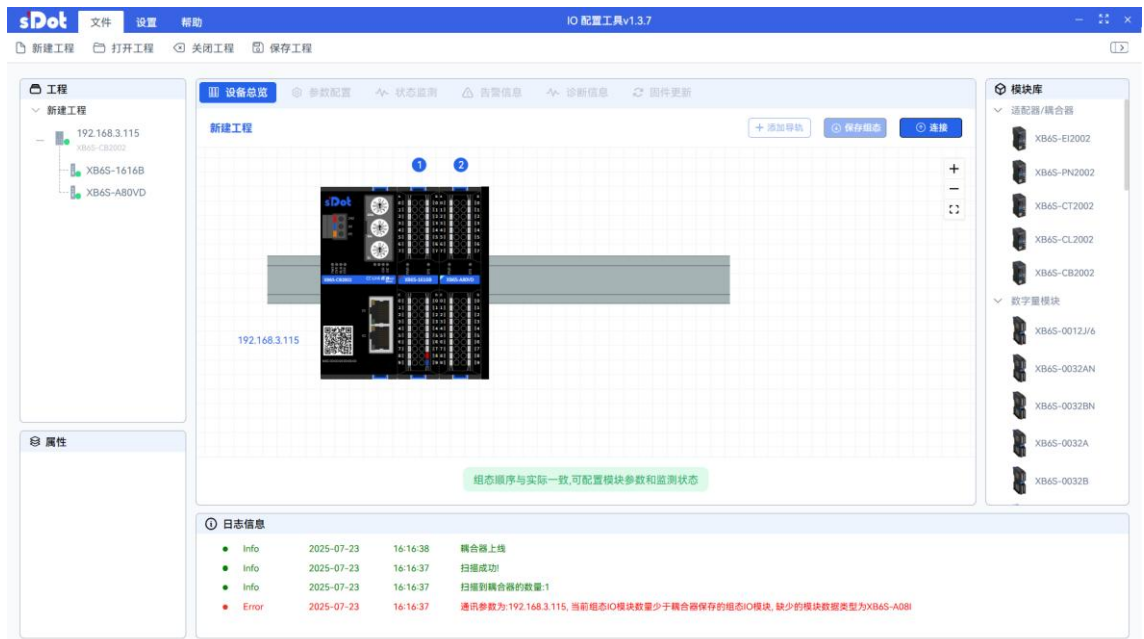 sDot 文件 设置 帮助 IO 配置工具v1.3.7
新建工程 打开工程 关闭工程 保存工程
工程
新建工程
192.168.3.115
XB6S-CB2002
XB6S-1616B
XB6S-A80VD
属性
设备总览 参数配置 状态监测 告警信息 诊断信息 固件更新
新建工程 + 添加导轨 保存组态 连接
1 2
sDot
XB6S-CB2002 XB6S-1616B XB6S-A80VD
192.168.3.115
组态顺序与实际一致,可配置模块参数和监测状态
模块库
适配器/耦合器
XB6S-EI2002
XB6S-PN2002
XB6S-CT2002
XB6S-CL2002
XB6S-CB2002
数字量模块
XB6S-0012J/6
XB6S-0032AN
XB6S-0032BN
XB6S-0032A
XB6S-0032B
日志信息
Info 2025-07-23 16:16:38 耦合器上线
Info 2025-07-23 16:16:37 扫描成功!
Info 2025-07-23 16:16:37 扫描到耦合器的数量:1
Error 2025-07-23 16:16:37 通讯参数为:192.168.3.115, 当前组态IO模块数量少于耦合器保存的组态IO模块, 缺少的模块数据类型为XB6S-A08I